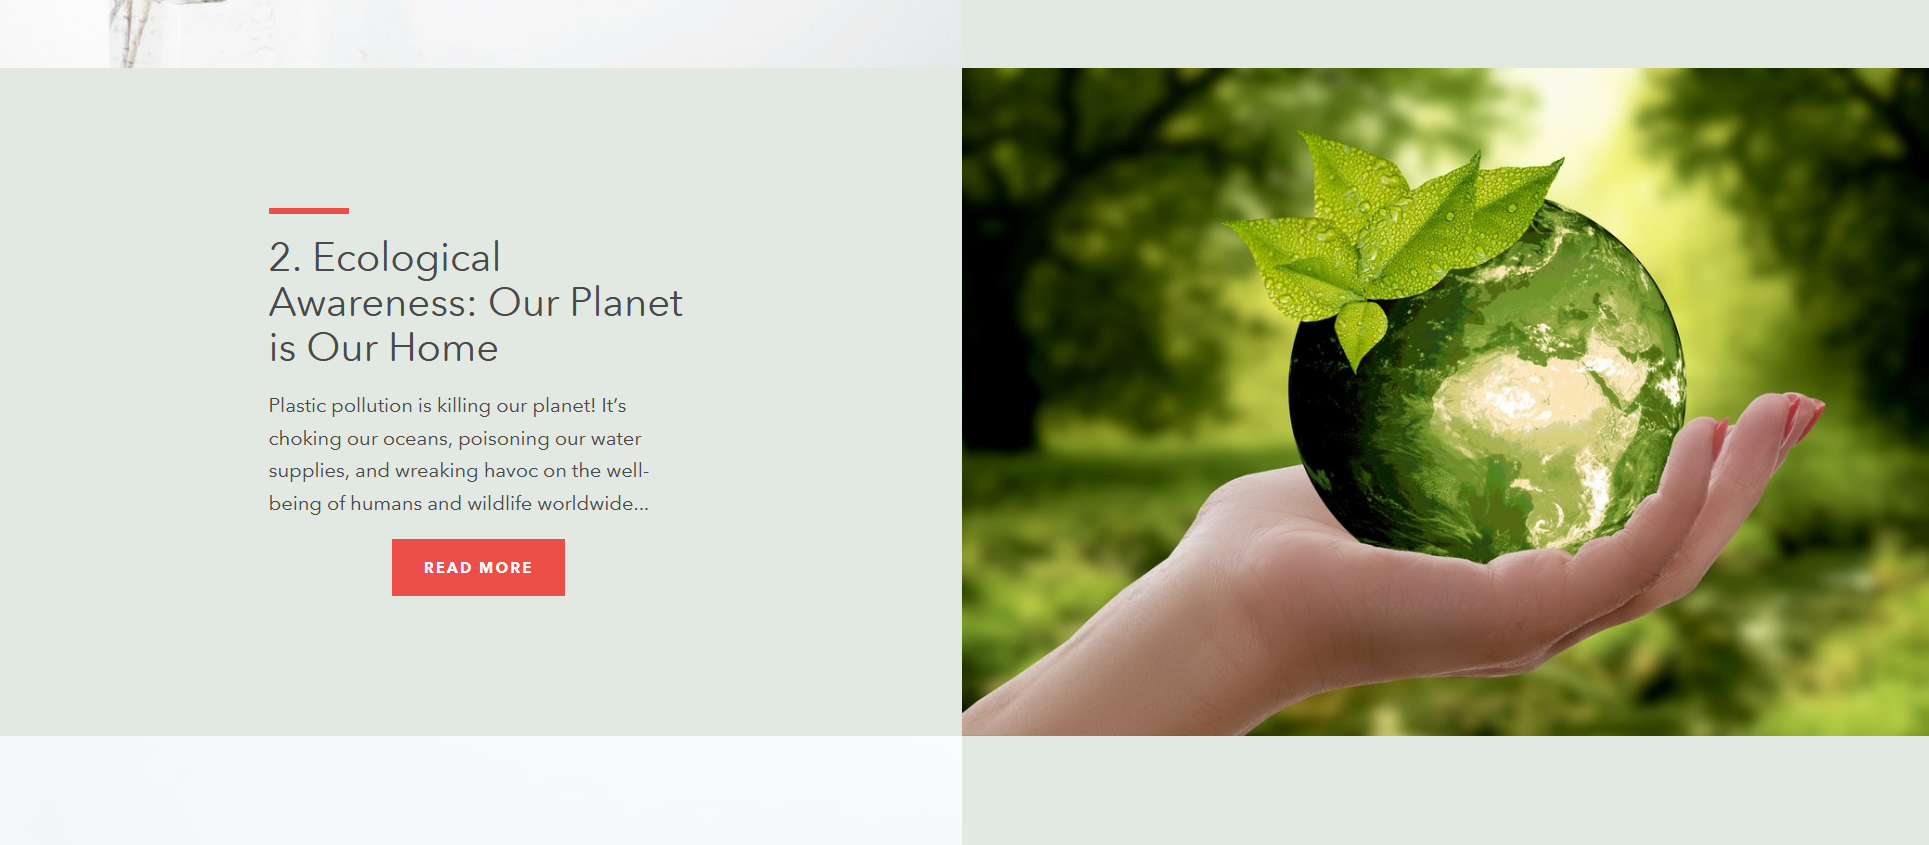 2. Ecological
Awareness: Our Planet
is Our Home
Plastic pollution is killing our planet! It’s
choking our oceans, poisoning our water
supplies, and wreaking havoc on the well-
being of humans and wildlife worldwide...
READ MORE